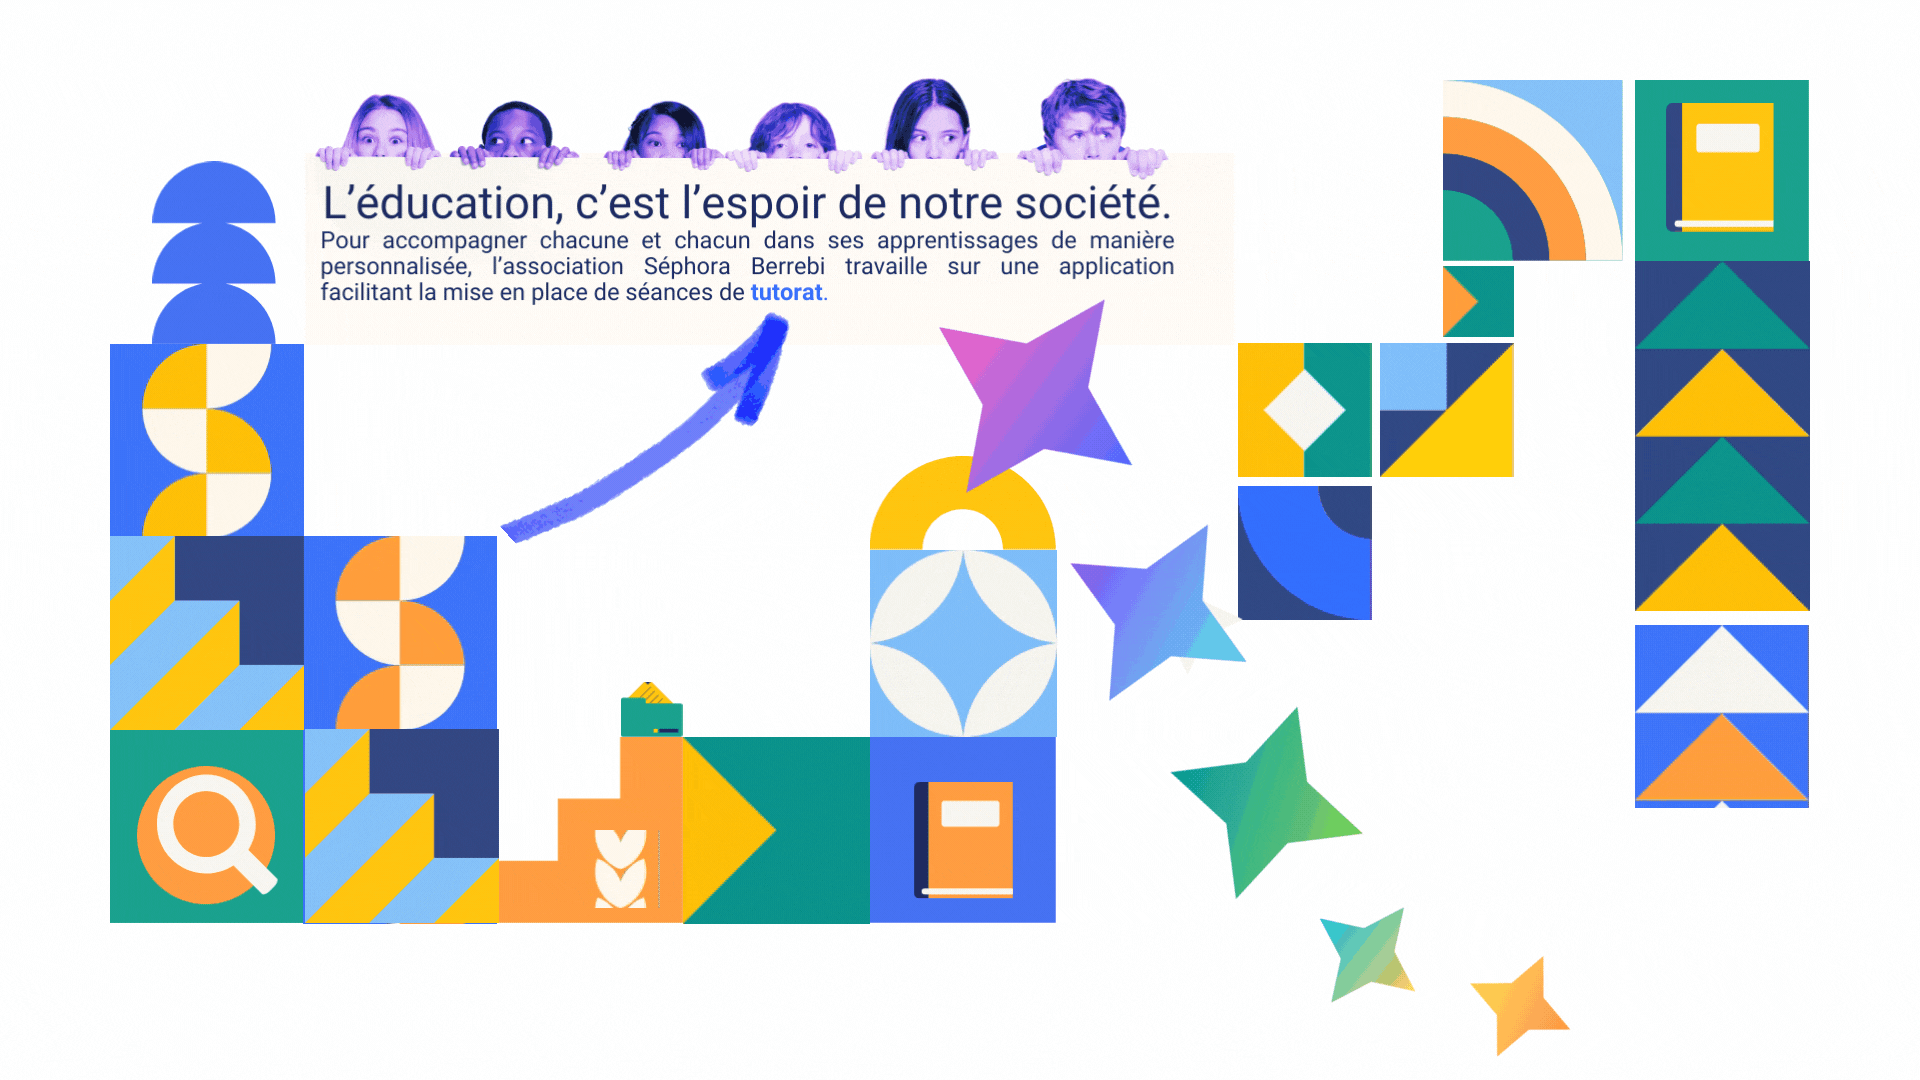 L’éducation, c’est l’espoir de notre société.
Pour accompagner chacune et chacun dans ses apprentissages de manière
personnalisée, l’association Séphora Berrebi travaille sur une application
facilitant la mise en place de séances de tutorat.